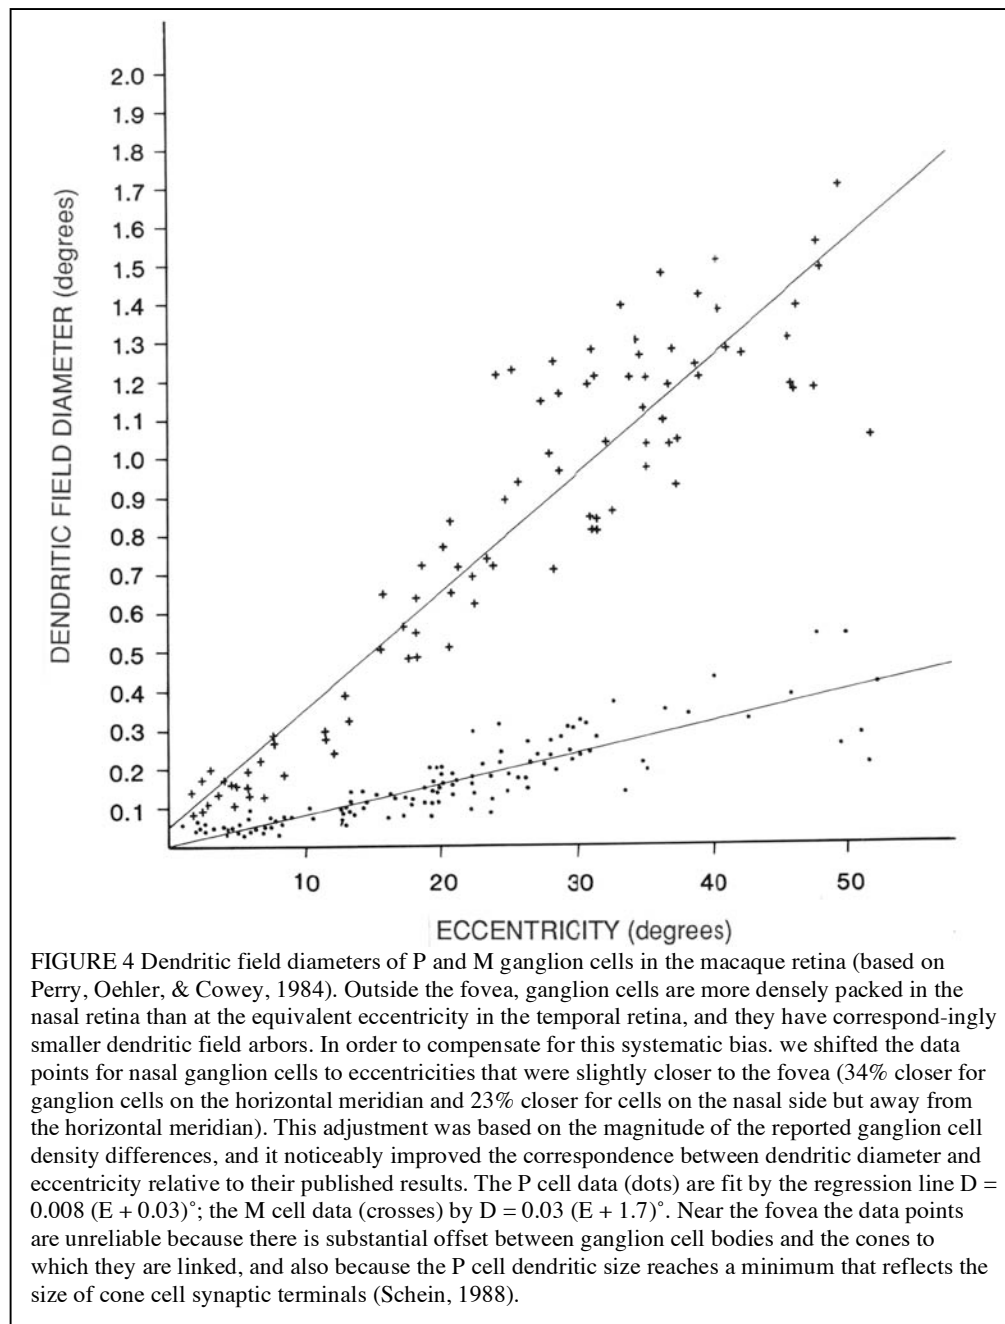 2.0
1.9
1.8
1.7
1.6
1.5
1.4
1.3
1.2
1.1
1.0
0.9
0.8
0.7
0.6
0.5
0.4
0.3
0.2
0.1
DENDRITIC FIELD DIAMETER (degrees)
10 20 30 40 50
ECCENTRICITY (degrees)
FIGURE 4 Dendritic field diameters of P and M ganglion cells in the macaque retina (based on
Perry, Oehler, & Cowey, 1984). Outside the fovea, ganglion cells are more densely packed in the
nasal retina than at the equivalent eccentricity in the temporal retina, and they have correspond-ingly
smaller dendritic field arbors. In order to compensate for this systematic bias. we shifted the data
points for nasal ganglion cells to eccentricities that were slightly closer to the fovea (34% closer for
ganglion cells on the horizontal meridian and 23% closer for cells on the nasal side but away from
the horizontal meridian). This adjustment was based on the magnitude of the reported ganglion cell
density differences, and it noticeably improved the correspondence between dendritic diameter and
eccentricity relative to their published results. The P cell data (dots) are fit by the regression line D =
0.008 (E + 0.03)˚; the M cell data (crosses) by D = 0.03 (E + 1.7)˚. Near the fovea the data points
are unreliable because there is substantial offset between ganglion cell bodies and the cones to
which they are linked, and also because the P cell dendritic size reaches a minimum that reflects the
size of cone cell synaptic terminals (Schein, 1988).